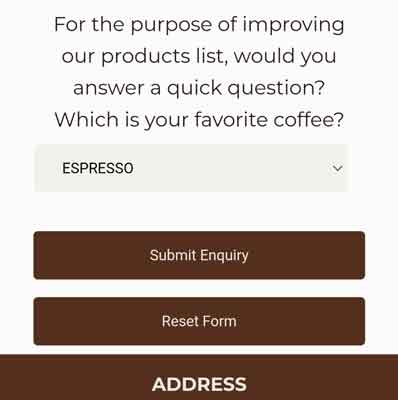 For the purpose of improving
our products list, would you
answer a quick question?
Which is your favorite coffee?
ESPRESSO
Submit Enquiry
Reset Form
ADDRESS